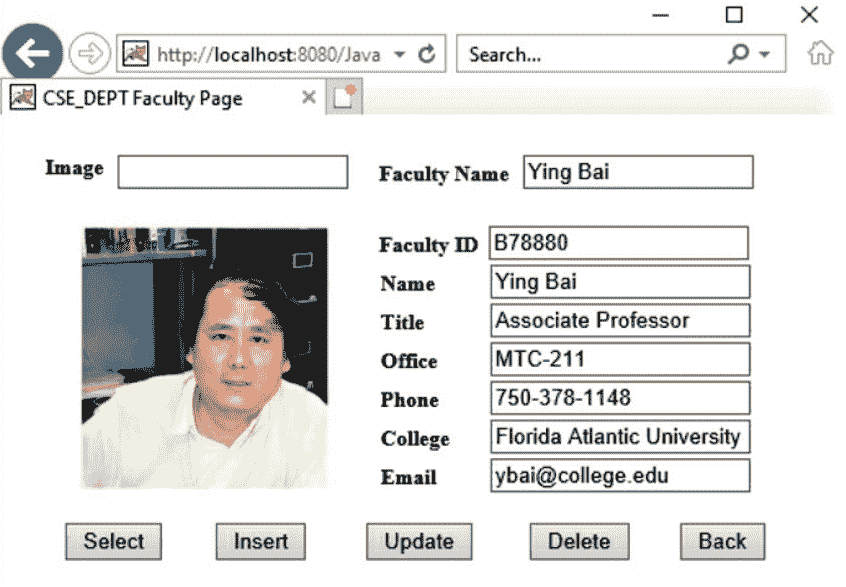 http://localhost:8080/Java
Search...
CSE_DEPT Faculty Page
Image
Faculty Name Ying Bai
Faculty ID B78880
Name Ying Bai
Title Associate Professor
Office MTC-211
Phone 750-378-1148
College Florida Atlantic University
Email ybai@college.edu
Select Insert Update Delete Back